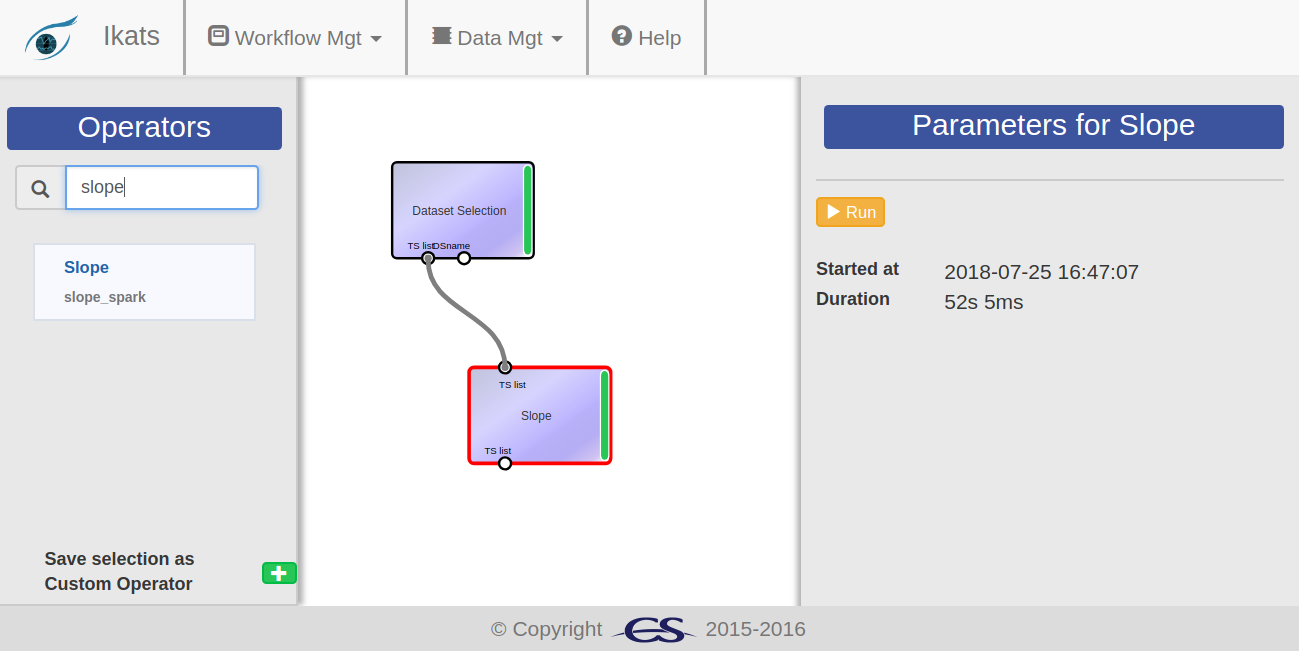 Ikats
Workflow Mgt
Data Mgt
Help
Operators
slope
Slope
slope_spark
Save selection as
Custom Operator
Dataset Selection
TS list
DSname
TS list
Slope
TS list
Parameters for Slope
Run
Started at 2018-07-25 16:47:07
Duration 52s 5ms
© Copyright CS 2015-2016